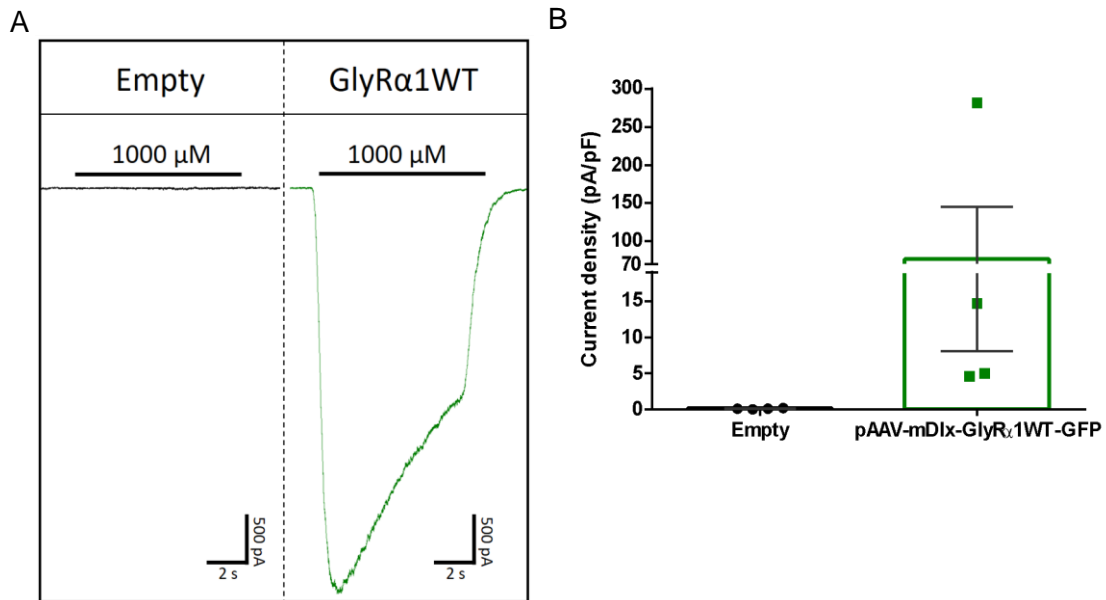 A
Empty
GlyRα1WT
1000 µM
1000 µM
500 pA
2 s
500 pA
2 s
B
Current density (pA/pF)
300
250
200
150
100
70
15
10
5
0
Empty
pAAV-mDlx-GlyRα1WT-GFP